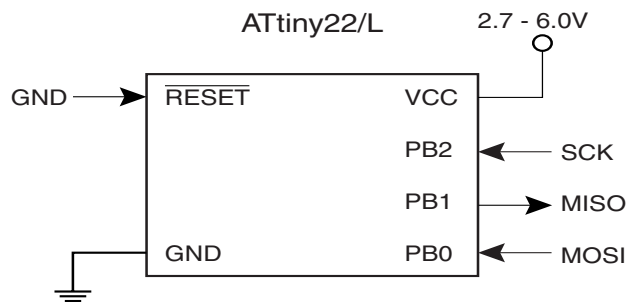 ATtiny22/L
2.7 - 6.0V
GND RESET VCC
PB2 SCK
PB1 MISO
GND PB0 MOSI